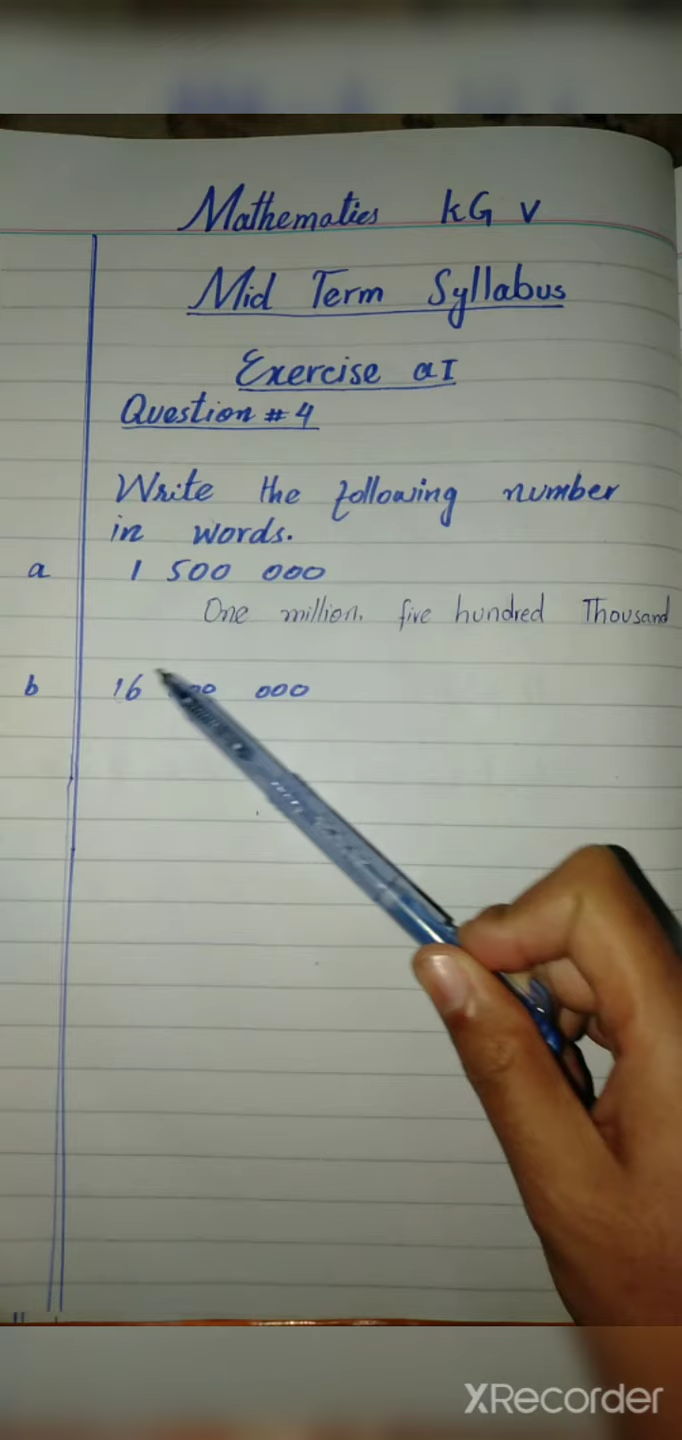 Mathematics KG V
Mid Term Syllabus
Exercise a1
Question # 4
Write the following number
in words.
a 1 500 000
One million, five hundred Thousand
b 16 000
XRecorder